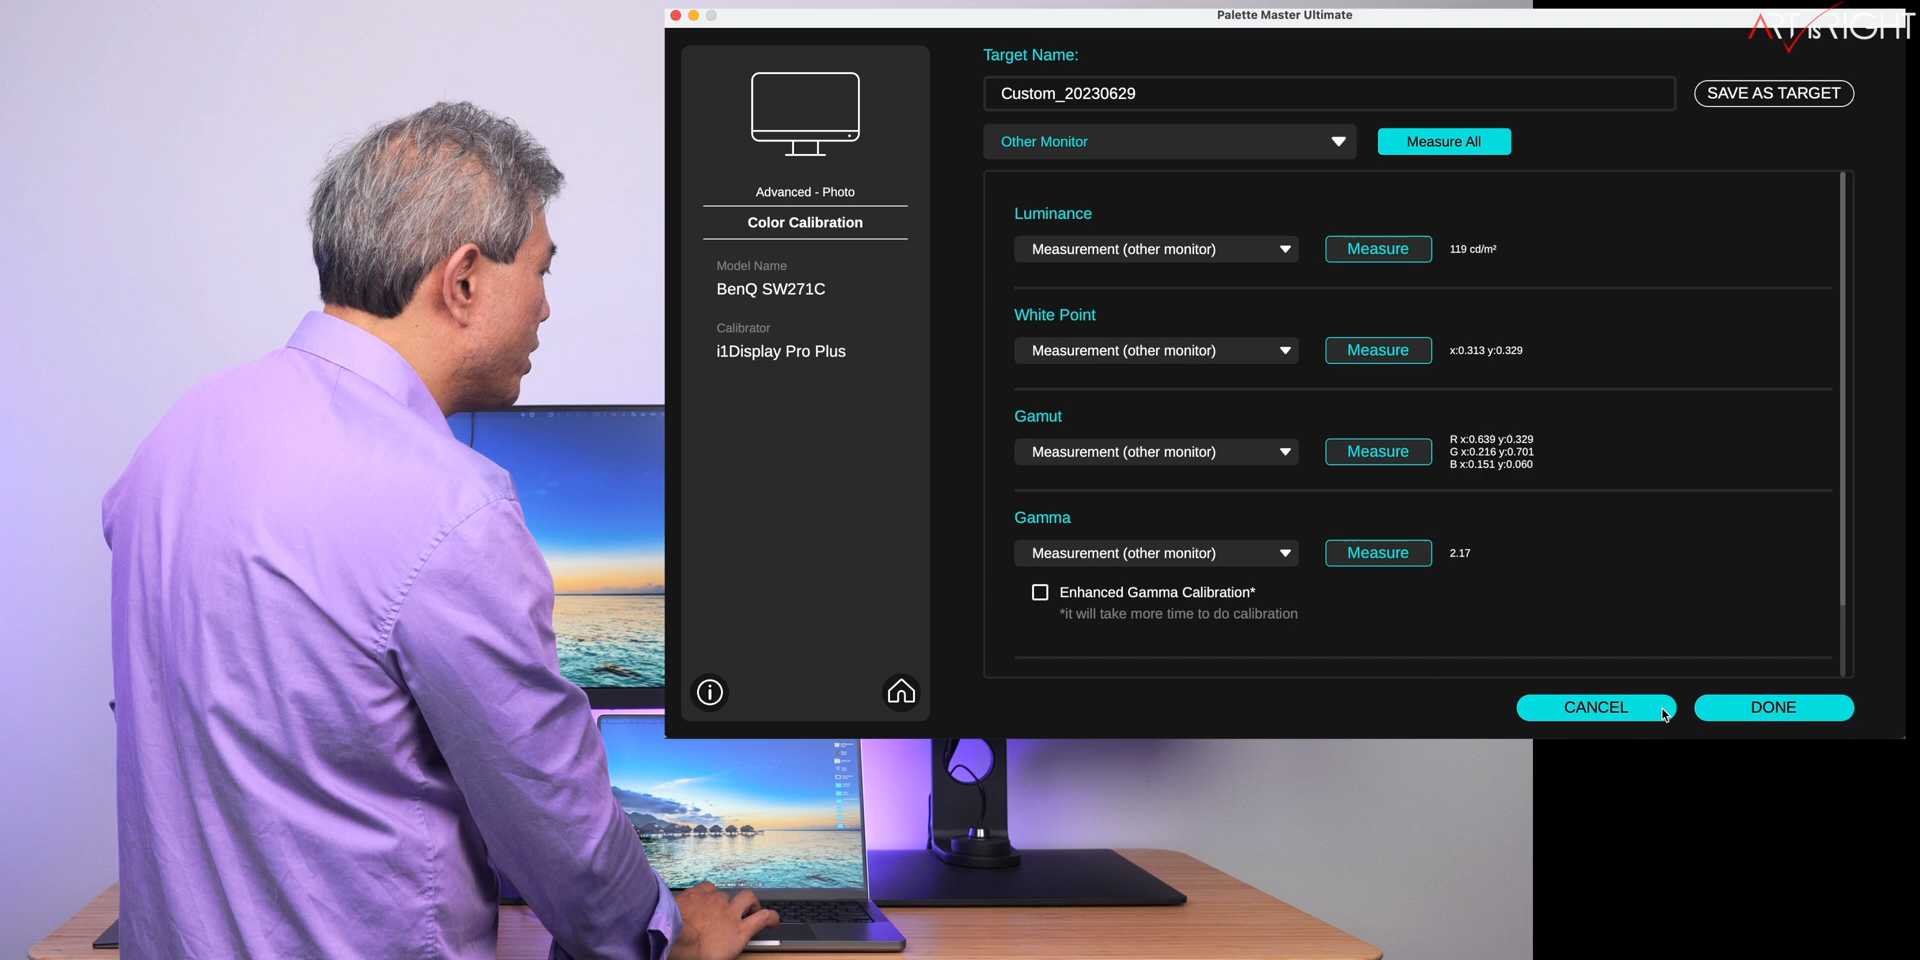 Palette Master Ultimate
ART is RIGHT
Target Name:
Custom_20230629
SAVE AS TARGET
Other Monitor
Measure All
Advanced - Photo
Color Calibration
Model Name
BenQ SW271C
Calibrator
i1Display Pro Plus
Luminance
Measurement (other monitor)
Measure
119 cd/m²
White Point
Measurement (other monitor)
Measure
x:0.313 y:0.329
Gamut
Measurement (other monitor)
Measure
R x:0.639 y:0.329
G x:0.216 y:0.701
B x:0.151 y:0.060
Gamma
Measurement (other monitor)
Measure
2.17
Enhanced Gamma Calibration*
*it will take more time to do calibration
CANCEL
DONE